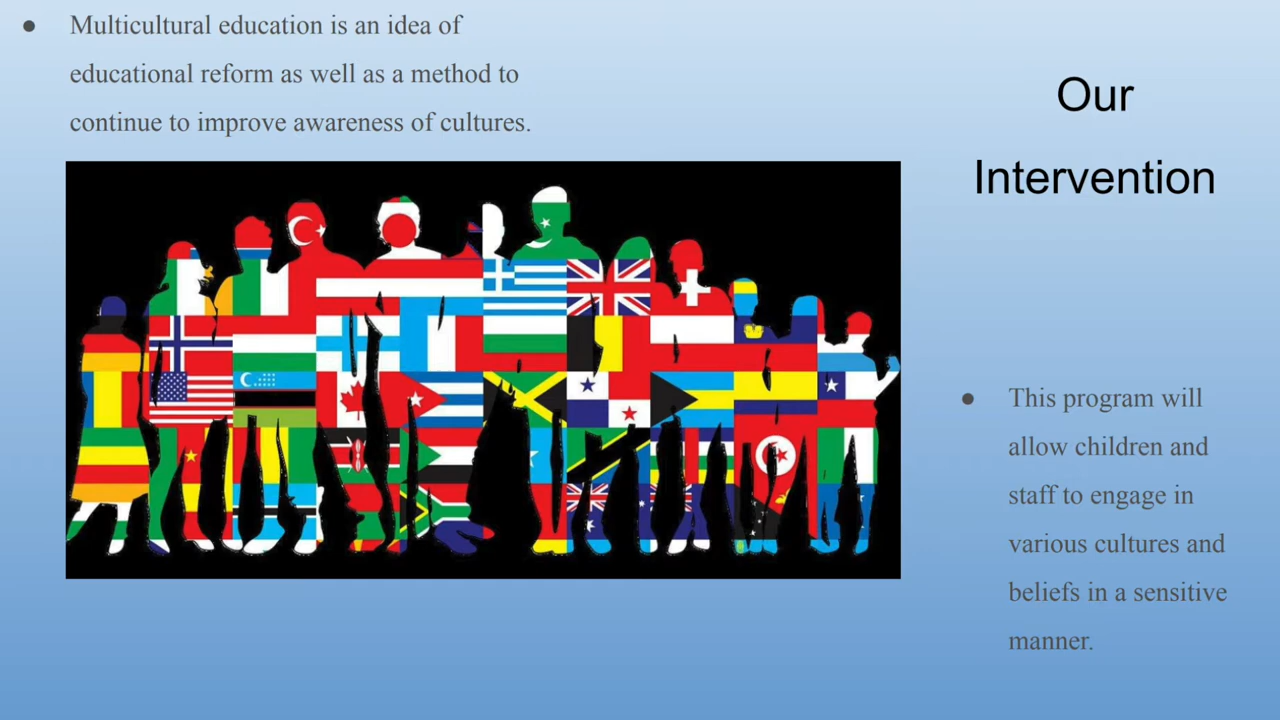 ● Multicultural education is an idea of
educational reform as well as a method to
continue to improve awareness of cultures.
Our
Intervention
● This program will
allow children and
staff to engage in
various cultures and
beliefs in a sensitive
manner.